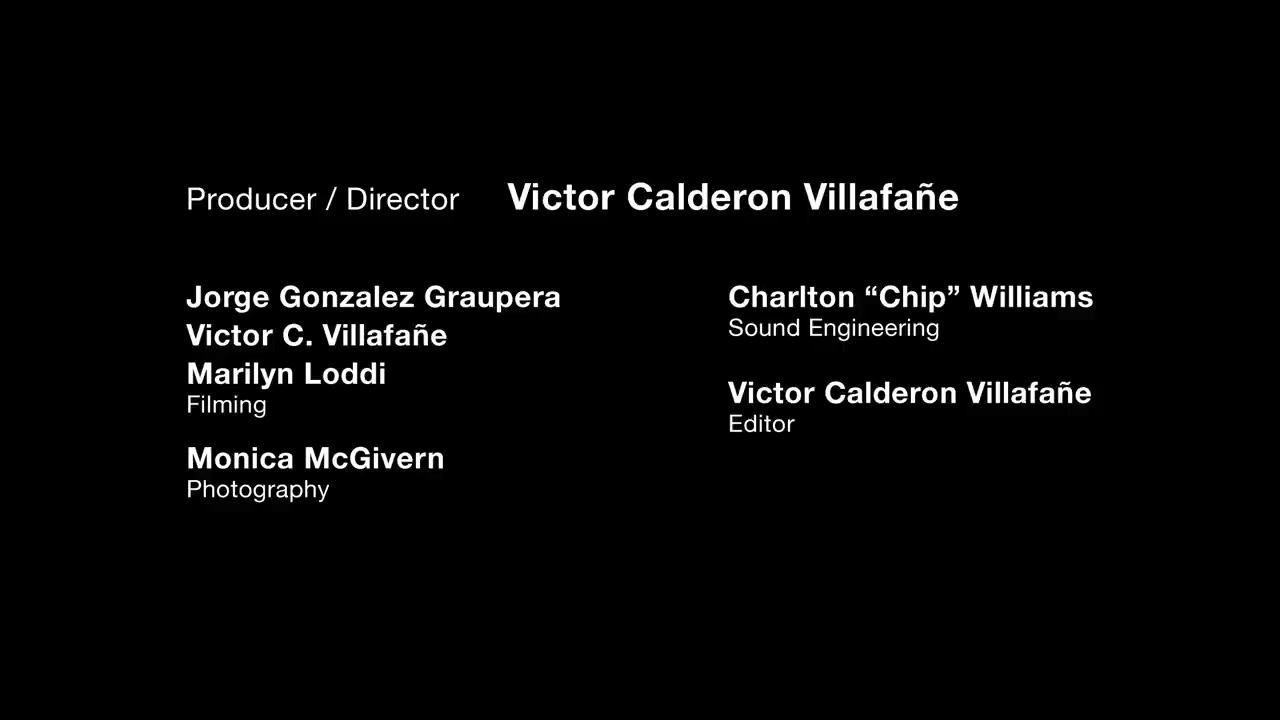 Producer / Director Victor Calderon Villafañe
Jorge Gonzalez Graupera
Victor C. Villafañe
Marilyn Loddi
Filming
Monica McGivern
Photography
Charlton “Chip” Williams
Sound Engineering
Victor Calderon Villafañe
Editor